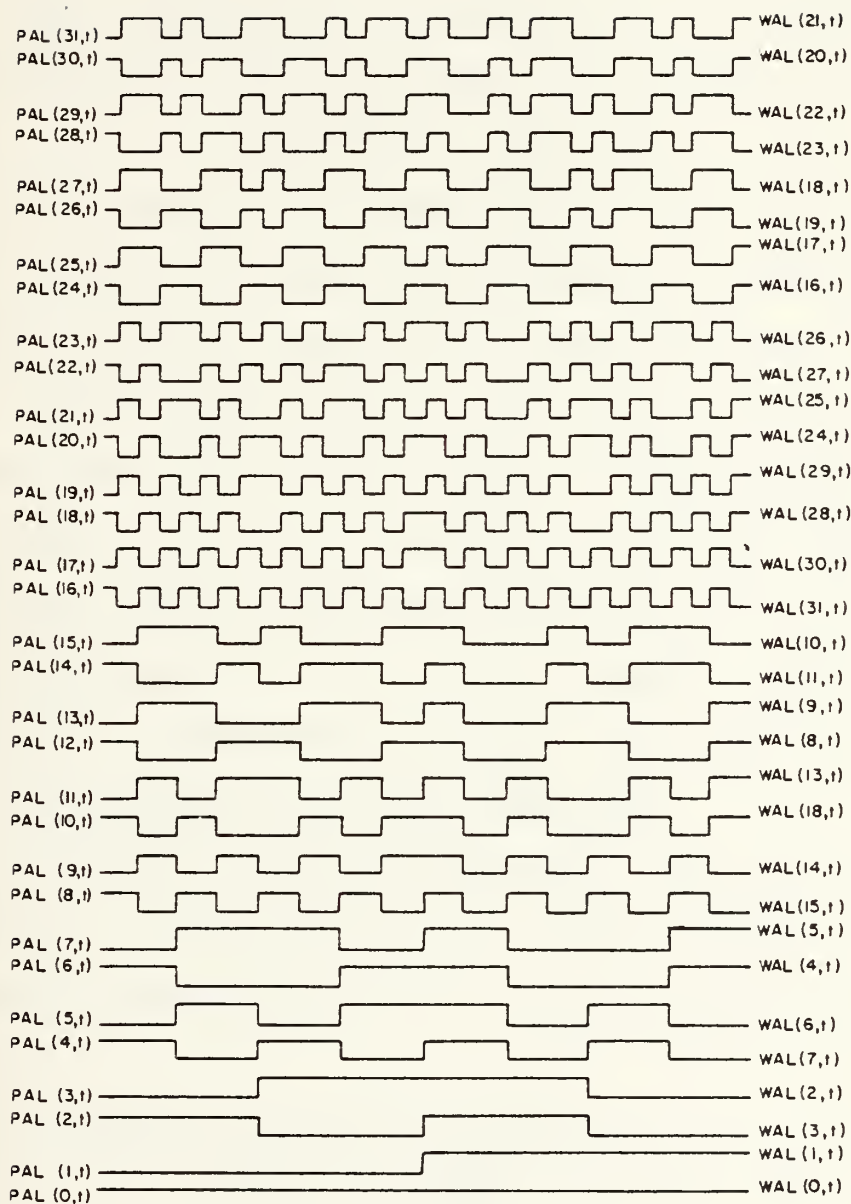 PAL (31,t) WAL (21,t)
PAL(30,t) WAL (20,t)
PAL (29,t) WAL(22,t)
PAL (28,t) WAL(23,t)
PAL (27,t) WAL(18,t)
PAL (26,t) WAL(19, t)
PAL (25,t) WAL(17,t)
PAL (24,t) WAL(16,t)
PAL (23,t) WAL(26,t)
PAL(22,t) WAL(27,t)
PAL (21,t) WAL(25,t)
PAL (20,t) WAL(24,t)
PAL (19,t) WAL(29,t)
PAL (18,t) WAL(28,t)
PAL (17,t) WAL(30,t)
PAL (16,t) WAL(31,t)
PAL (15,t) WAL(10, t)
PAL(14,t) WAL(11,t)
PAL (13,t) WAL (9,t)
PAL (12,t) WAL (8,t)
PAL (11,t) WAL (13,t)
PAL (10,t) WAL (18,t)
PAL (9,t) WAL(14,t)
PAL (8,t) WAL(15,t)
PAL (7,t) WAL (5,t)
PAL (6,t) WAL (4,t)
PAL (5,t) WAL(6,t)
PAL (4,t) WAL(7,t)
PAL (3,t) WAL(2,t)
PAL (2,t) WAL (3,t)
PAL (1,t) WAL (1,t)
PAL (0,t) WAL (0,t)